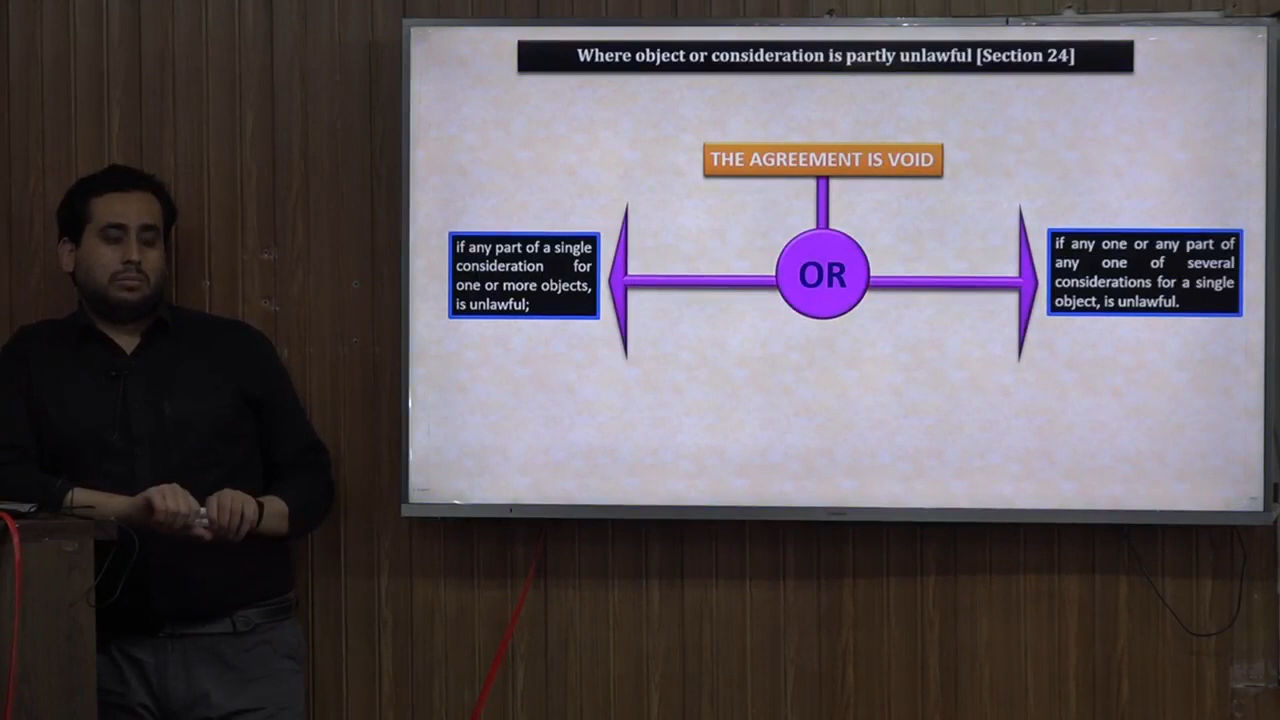 Where object or consideration is partly unlawful [Section 24]
THE AGREEMENT IS VOID
if any part of a single
consideration for
one or more objects,
is unlawful;
OR
if any one or any part of
any one of several
considerations for a single
object, is unlawful.